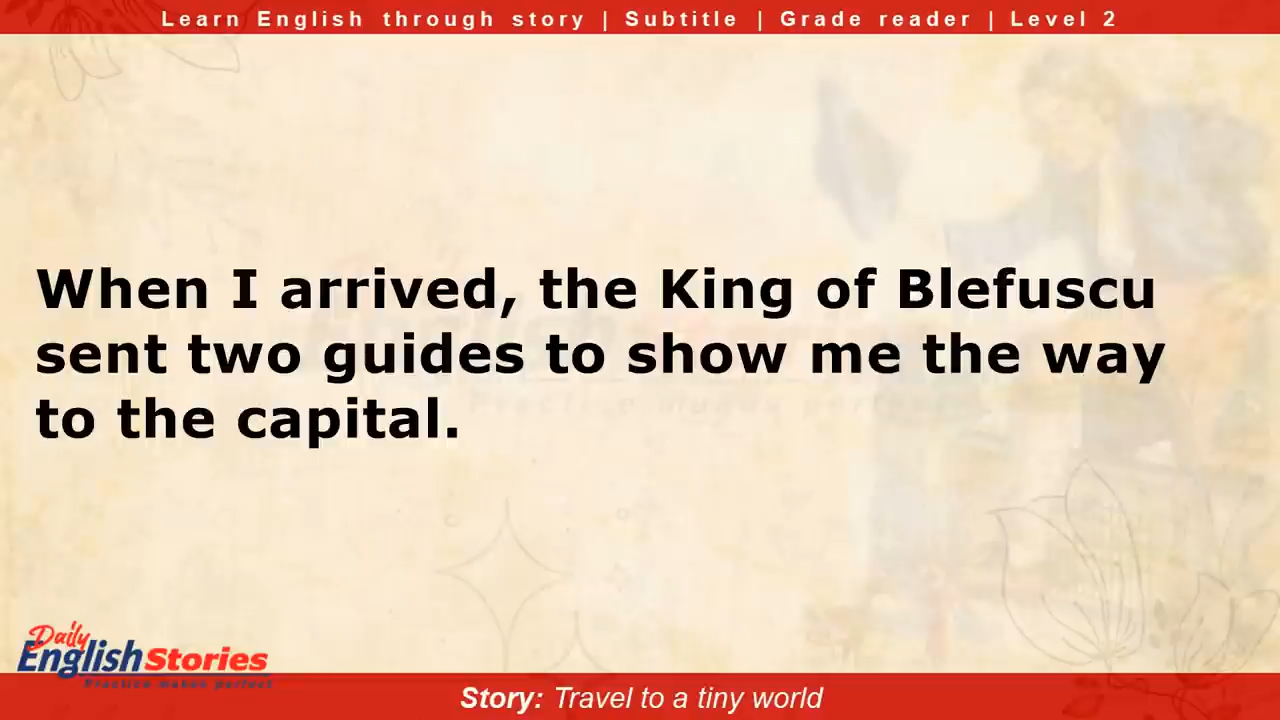 Learn English through story | Subtitle | Grade reader | Level 2
When I arrived, the King of Blefuscu
sent two guides to show me the way
to the capital.
Daily
English Stories
Practice makes perfect
Story: Travel to a tiny world